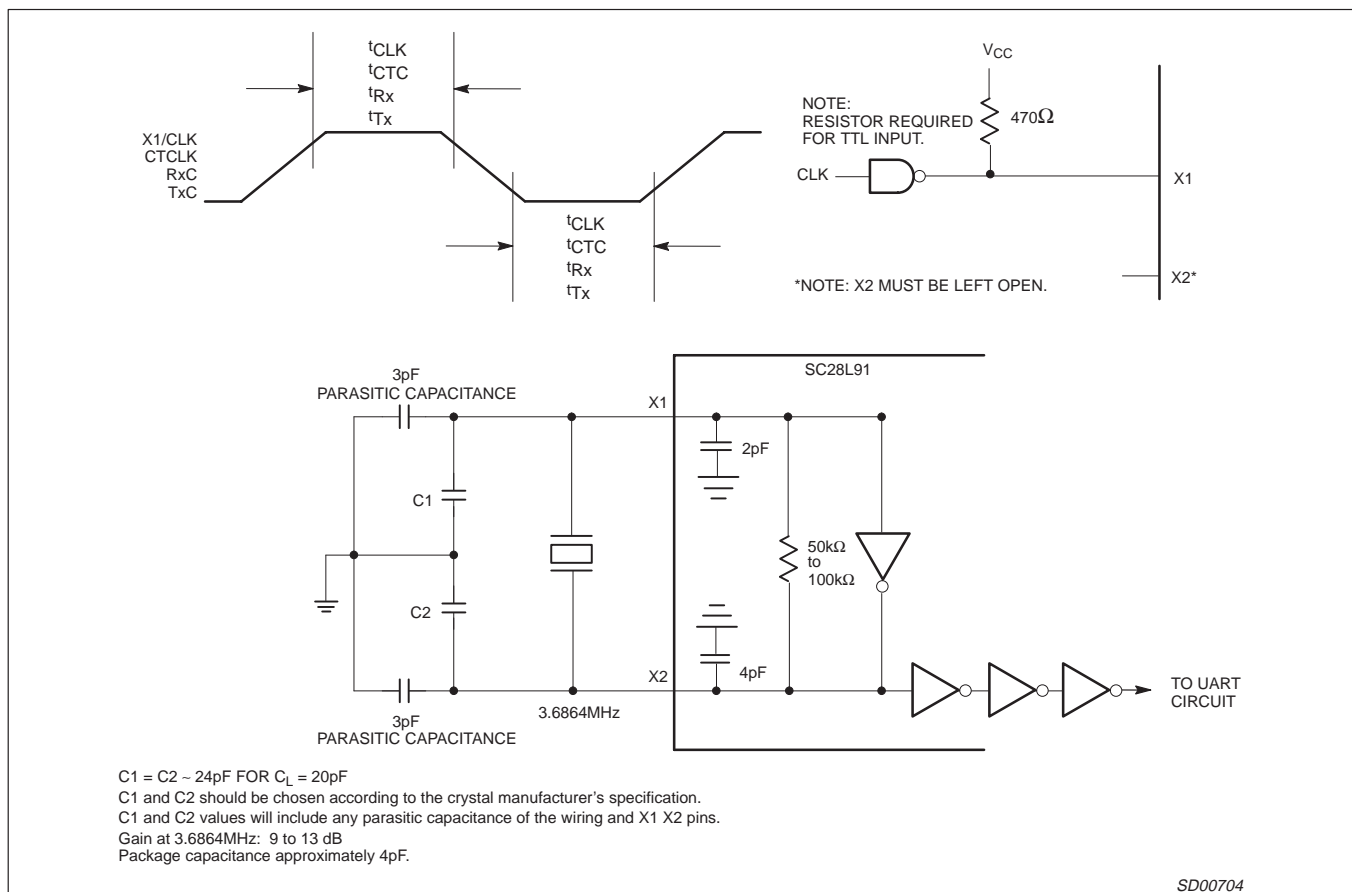 tCLK
tCTC
tRx
tTx
X1/CLK
CTCLK
RxC
TxC
tCLK
tCTC
tRx
tTx
VCC
NOTE:
RESISTOR REQUIRED
FOR TTL INPUT.
470Ω
CLK
X1
X2*
*NOTE: X2 MUST BE LEFT OPEN.
SC28L91
3pF
PARASITIC CAPACITANCE
X1
2pF
C1
50kΩ
to
100kΩ
C2
4pF
X2
3pF
PARASITIC CAPACITANCE
3.6864MHz
TO UART
CIRCUIT
C1 = C2 ~ 24pF FOR CL = 20pF
C1 and C2 should be chosen according to the crystal manufacturer's specification.
C1 and C2 values will include any parasitic capacitance of the wiring and X1 X2 pins.
Gain at 3.6864MHz: 9 to 13 dB
Package capacitance approximately 4pF.
SD00704